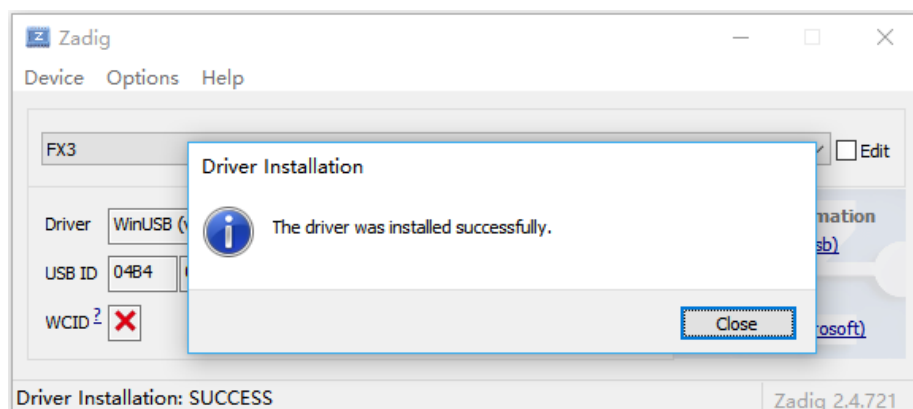 Zadig
Device Options Help
FX3
Edit
Driver Installation
The driver was installed successfully.
Close
Driver WinUSB (v
mation
sb)
USB ID 04B4
WCID ?
rosoft)
Driver Installation: SUCCESS
Zadig 2.4.721